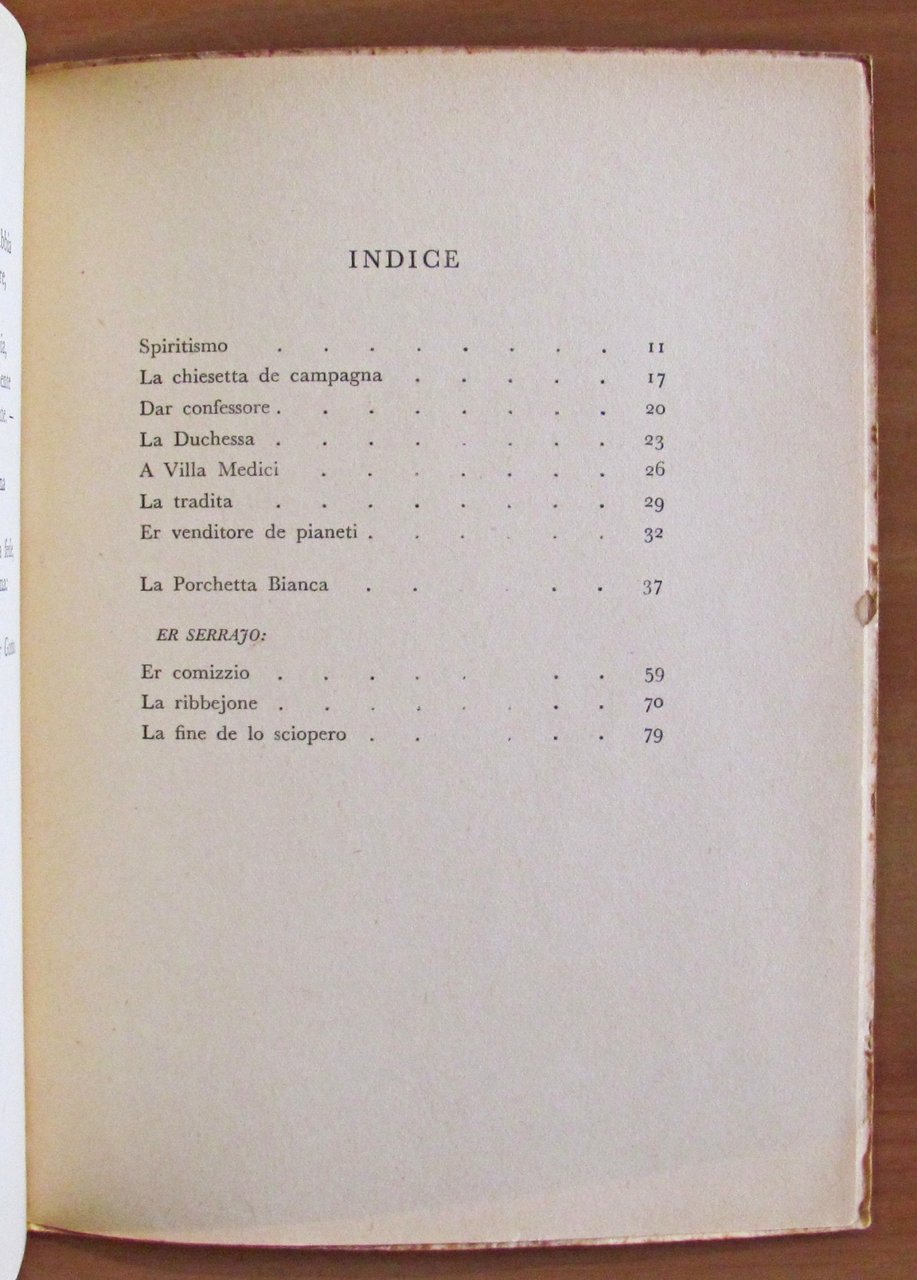 INDICE
Spiritismo . . . . . . . . 11
La chiesetta de campagna . . . . . 17
Dar confessore . . . . . . . . 20
La Duchessa . . . . . . . . 23
A Villa Medici . . . . . . . 26
La tradita . . . . . . . . 29
Er venditore de pianeti . . . . . . 32
La Porchetta Bianca . . . . . . 37
ER SERRAJO:
Er comizzio . . . . . . . 59
La ribbejone . . . . . . . . 70
La fine de lo sciopero . . . . . 79